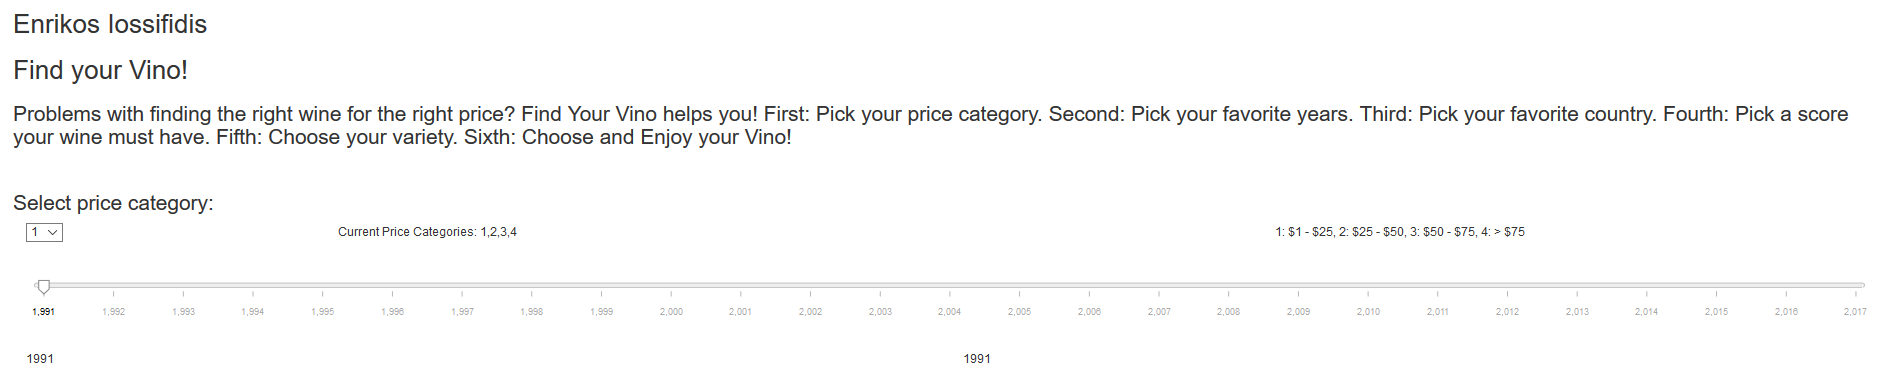 Enrikos Iossifidis
Find your Vino!
Problems with finding the right wine for the right price? Find Your Vino helps you! First: Pick your price category. Second: Pick your favorite years. Third: Pick your favorite country. Fourth: Pick a score
your wine must have. Fifth: Choose your variety. Sixth: Choose and Enjoy your Vino!
Select price category:
1 Current Price Categories: 1,2,3,4 1: $1 - $25, 2: $25 - $50, 3: $50 - $75, 4: > $75
1,991 1,992 1,993 1,994 1,995 1,996 1,997 1,998 1,999 2,000 2,001 2,002 2,003 2,004 2,005 2,006 2,007 2,008 2,009 2,010 2,011 2,012 2,013 2,014 2,015 2,016 2,017
1991 1991